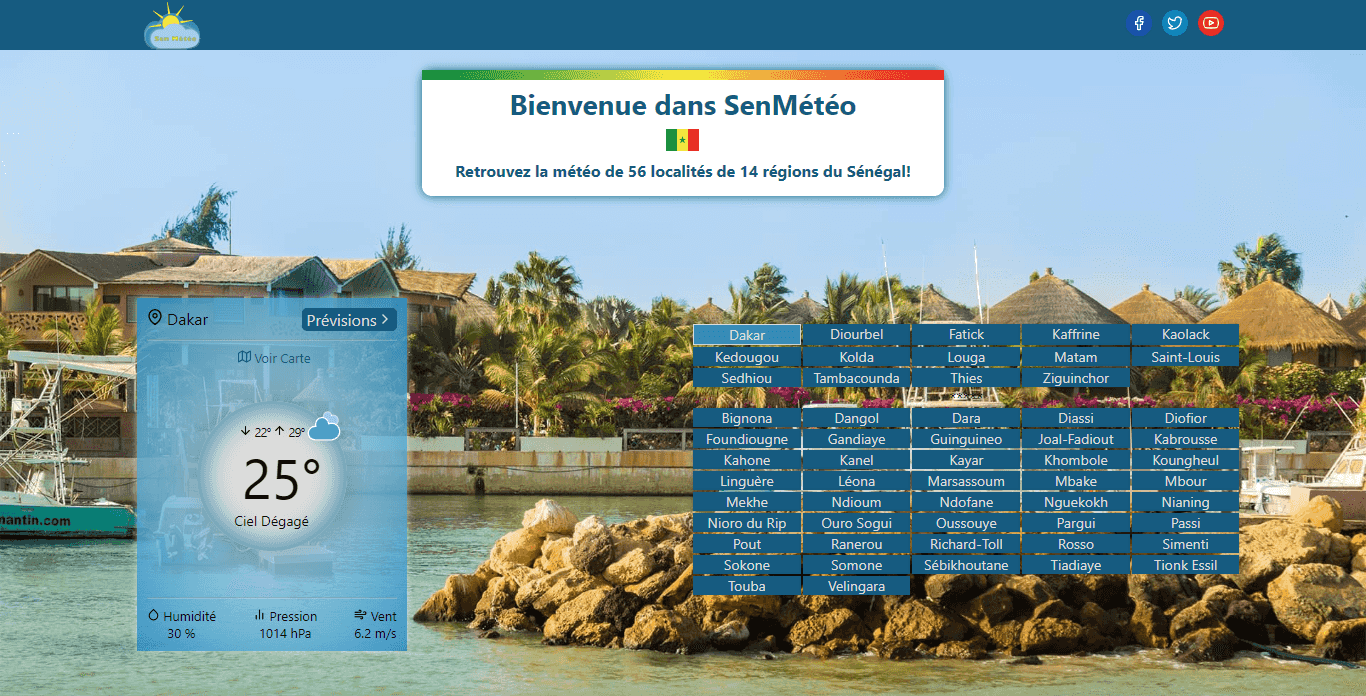 Sen Météo
Bienvenue dans SenMétéo
Retrouvez la météo de 56 localités de 14 régions du Sénégal!
Dakar
Prévisions
Voir Carte
22° 29°
25°
Ciel Dégagé
Humidité Pression Vent
30 % 1014 hPa 6.2 m/s
mantin.com
Dakar Diourbel Fatick Kaffrine Kaolack
Kedougou Kolda Louga Matam Saint-Louis
Sedhiou Tambacounda Thies Ziguinchor
Bignona Dangol Dara Diassi Diofior
Foundiougne Gandiaye Guinguineo Joal-Fadiout Kabrousse
Kahone Kanel Kayar Khombole Koungheul
Linguère Léona Marsassoum Mbake Mbour
Mekhe Ndioum Ndofane Nguekokh Nianing
Nioro du Rip Ouro Sogui Oussouye Pargui Passi
Pout Ranerou Richard-Toll Rosso Simenti
Sokone Somone Sébikhoutane Tiadiaye Tionk Essil
Touba Velingara